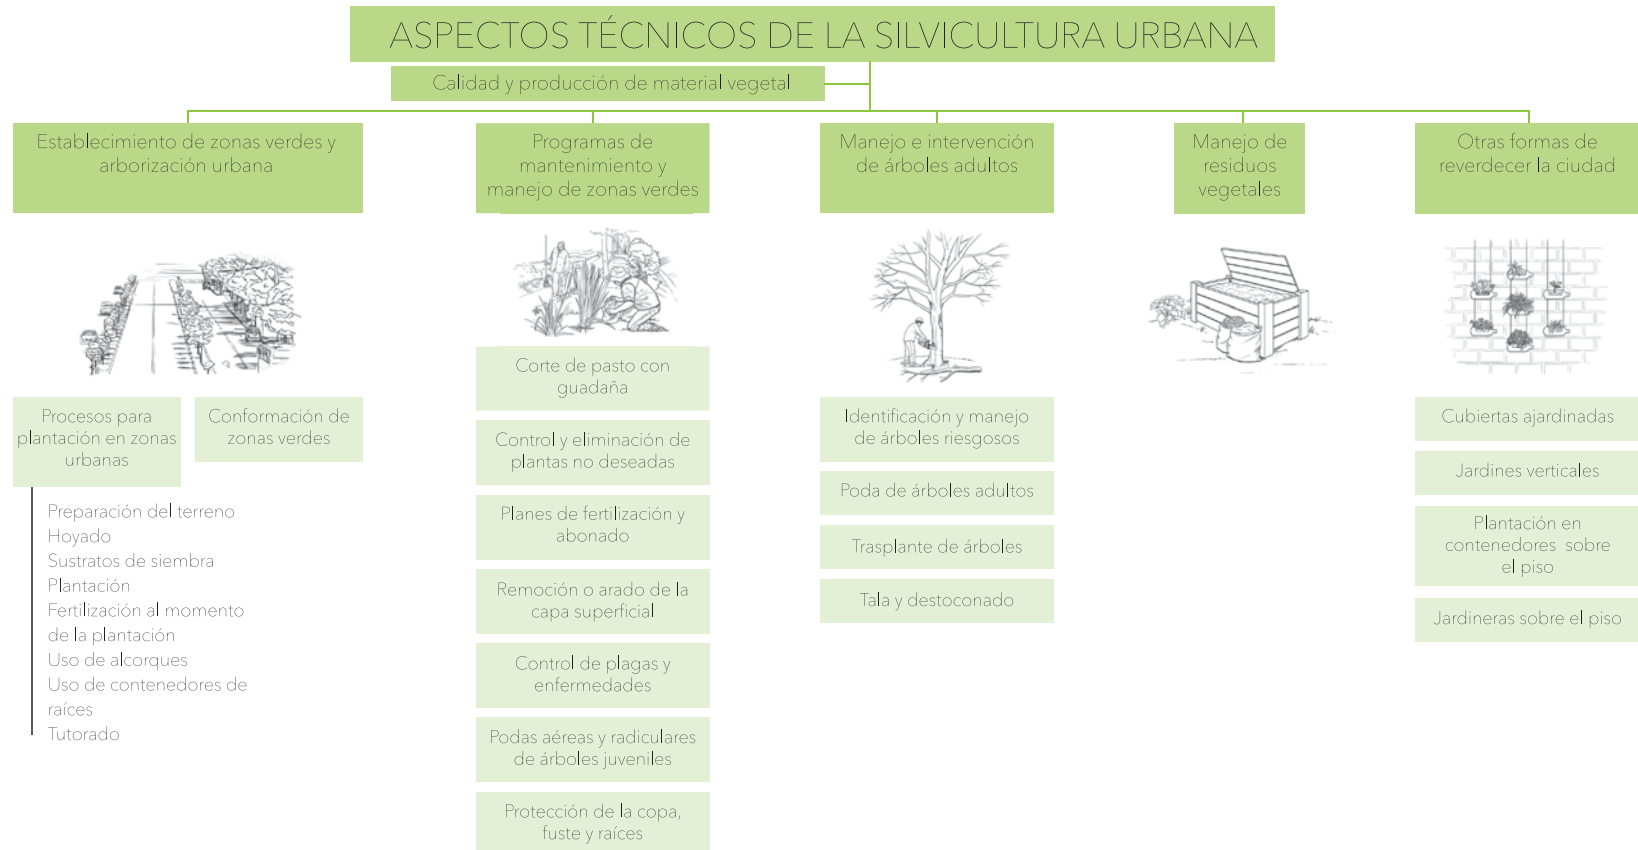 ASPECTOS TÉCNICOS DE LA SILVICULTURA URBANA
Calidad y producción de material vegetal
Establecimiento de zonas verdes y
arborización urbana
Procesos para
plantación en zonas
urbanas
Conformación de
zonas verdes
Preparación del terreno
Hoyado
Sustratos de siembra
Plantación
Fertilización al momento
de la plantación
Uso de alcorques
Uso de contenedores de
raíces
Tutorado
Programas de
mantenimiento y
manejo de zonas verdes
Corte de pasto con
guadaña
Control y eliminación de
plantas no deseadas
Planes de fertilización y
abonado
Remoción o arado de la
capa superficial
Control de plagas y
enfermedades
Podas aéreas y radiculares
de árboles juveniles
Protección de la copa,
fuste y raíces
Manejo e intervención
de árboles adultos
Identificación y manejo
de árboles riesgosos
Poda de árboles adultos
Trasplante de árboles
Tala y destoconado
Manejo de
residuos
vegetales
Otras formas de
reverdecer la ciudad
Cubiertas ajardinadas
Jardines verticales
Plantación en
contenedores sobre
el piso
Jardineras sobre el piso